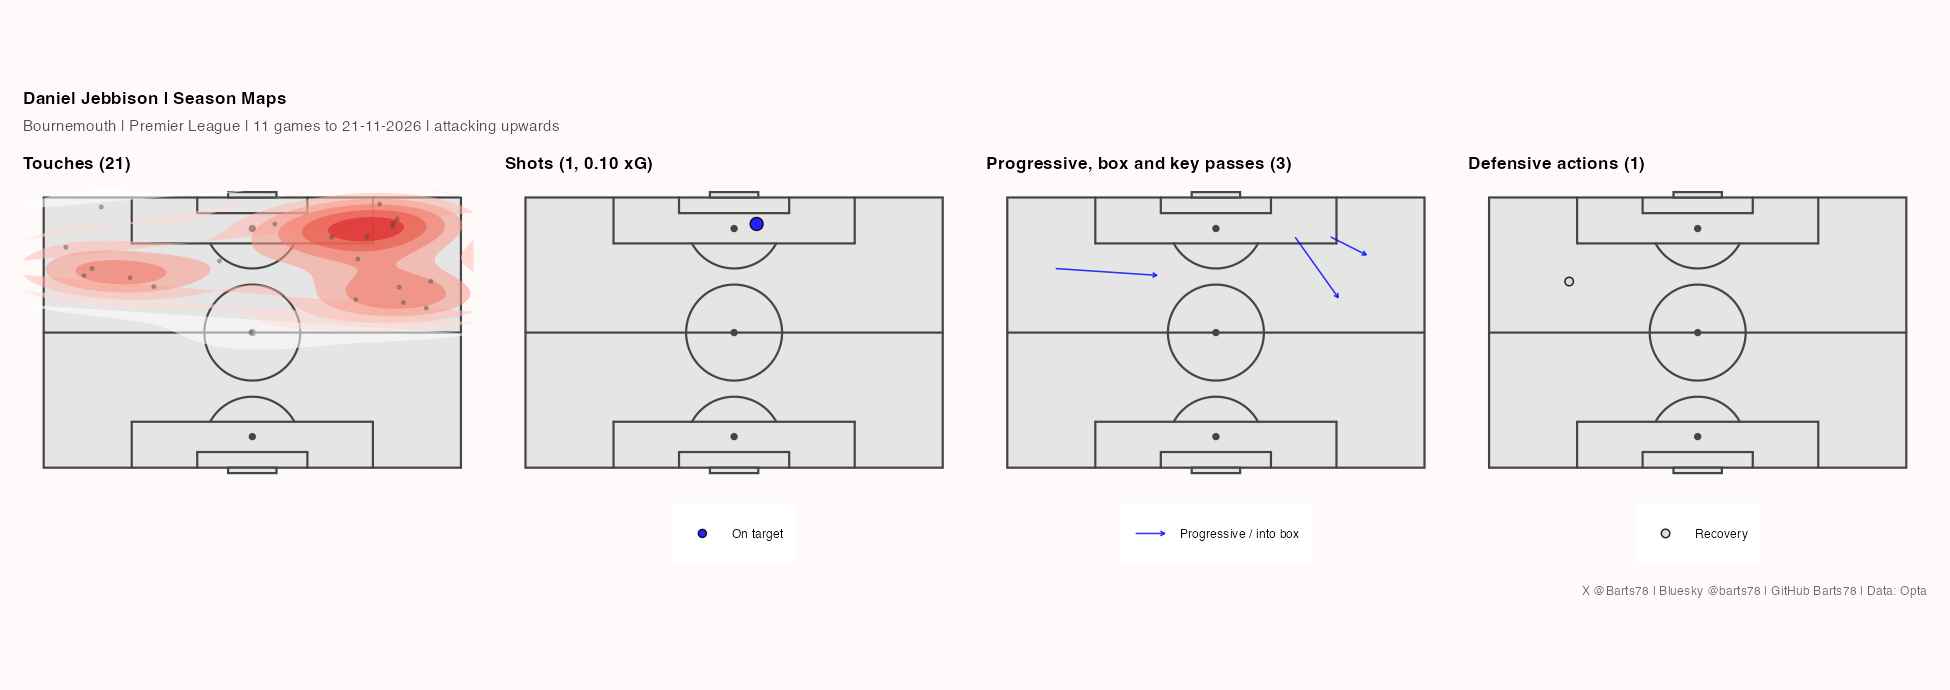 Daniel Jebbison | Season Maps
Bournemouth | Premier League | 11 games to 21-11-2026 | attacking upwards
Touches (21)
Shots (1, 0.10 xG)
Progressive, box and key passes (3)
Defensive actions (1)
On target
Progressive / into box
Recovery
X @Barts78 | Bluesky @barts78 | GitHub Barts78 | Data: Opta